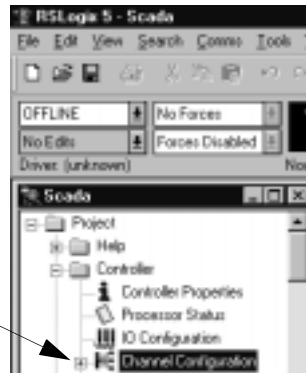 RSLogix 5 - Scada
File Edit View Search Comms Tools
OFFLINE No Forces
No Edits Forces Disabled
Driver: (unknown)
Scada
Project
Help
Controller
Controller Properties
Processor Status
IO Configuration
Channel Configuration